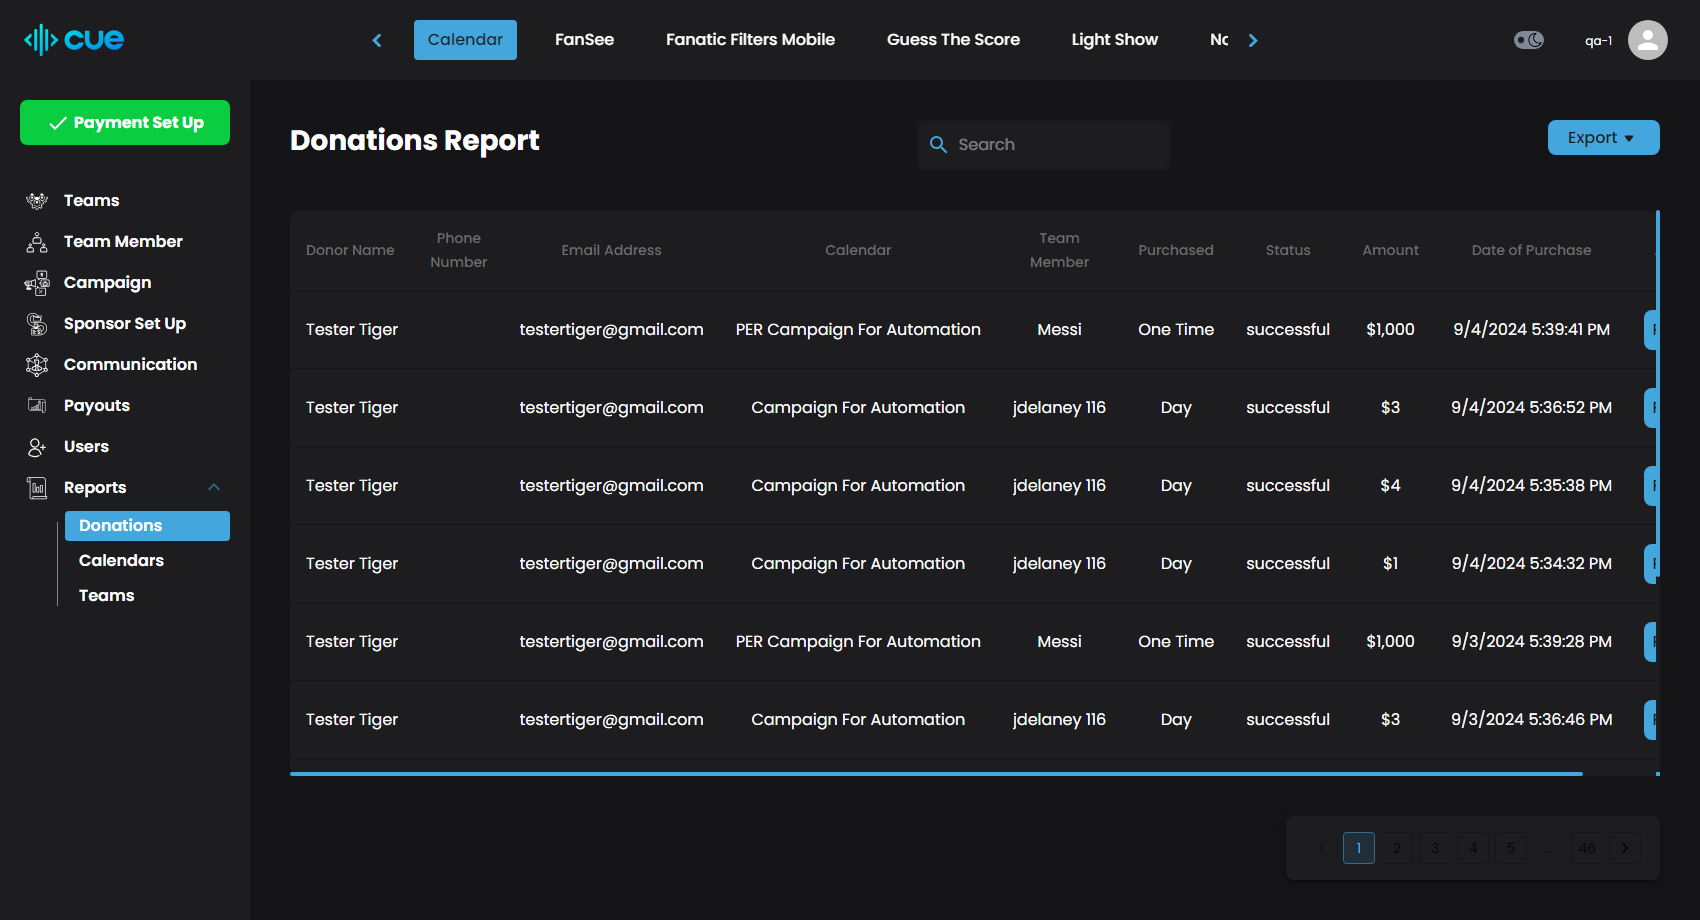 cue
Calendar FanSee Fanatic Filters Mobile Guess The Score Light Show
qa-1
Payment Set Up
Teams
Team Member
Campaign
Sponsor Set Up
Communication
Payouts
Users
Reports
Donations
Calendars
Teams
Donations Report
Search
Export
Donor Name Phone Number Email Address Calendar Team Member Purchased Status Amount Date of Purchase
Tester Tiger testertiger@gmail.com PER Campaign For Automation Messi One Time successful $1,000 9/4/2024 5:39:41 PM
Tester Tiger testertiger@gmail.com Campaign For Automation jdelaney 116 Day successful $3 9/4/2024 5:36:52 PM
Tester Tiger testertiger@gmail.com Campaign For Automation jdelaney 116 Day successful $4 9/4/2024 5:35:38 PM
Tester Tiger testertiger@gmail.com Campaign For Automation jdelaney 116 Day successful $1 9/4/2024 5:34:32 PM
Tester Tiger testertiger@gmail.com PER Campaign For Automation Messi One Time successful $1,000 9/3/2024 5:39:28 PM
Tester Tiger testertiger@gmail.com Campaign For Automation jdelaney 116 Day successful $3 9/3/2024 5:36:46 PM
1 2 3 4 5 ... 46